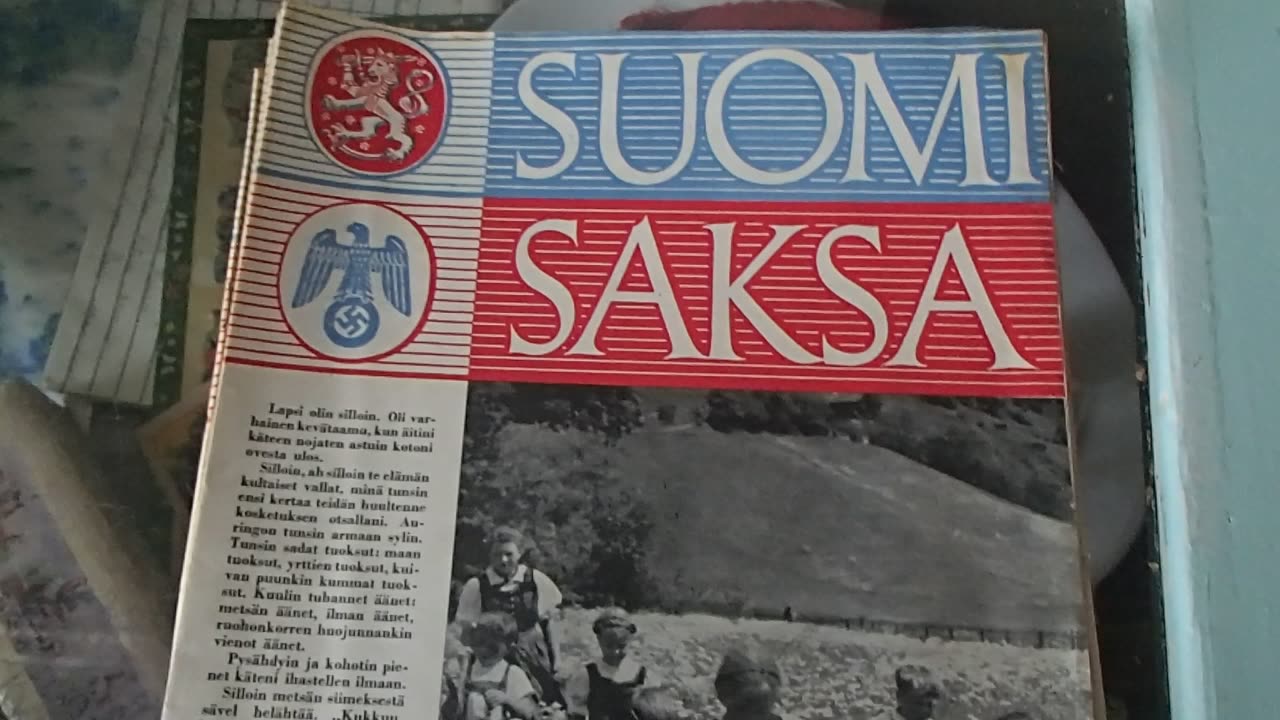 SUOMI
SAKSA
Lapsi olin silloin. Oli var-
hainen kevätaamu, kun äitini
käteen nojaten astuin kotoni
ovesta ulos.
Silloin, ah silloin te elämän
kultaiset vallat, minä tunsin
ensi kertaa teidän huultenne
kosketuksen otsallani. Au-
ringon tunsin armaan sylin.
Tunsin sadat tuoksut: maan
tuoksut, yrttien tuoksut, kui-
van puunkin kummat tuok-
sut. Kuulin tuhannet äänet:
metsän äänet, ilman äänet,
ruohonkorren huojunnankin
vienot äänet.
Pysähdyin ja kohotin pie-
net käteni ihastellen ilmaan.
Silloin metsän siimeksestä
sävel helähtää. „Kukkuu